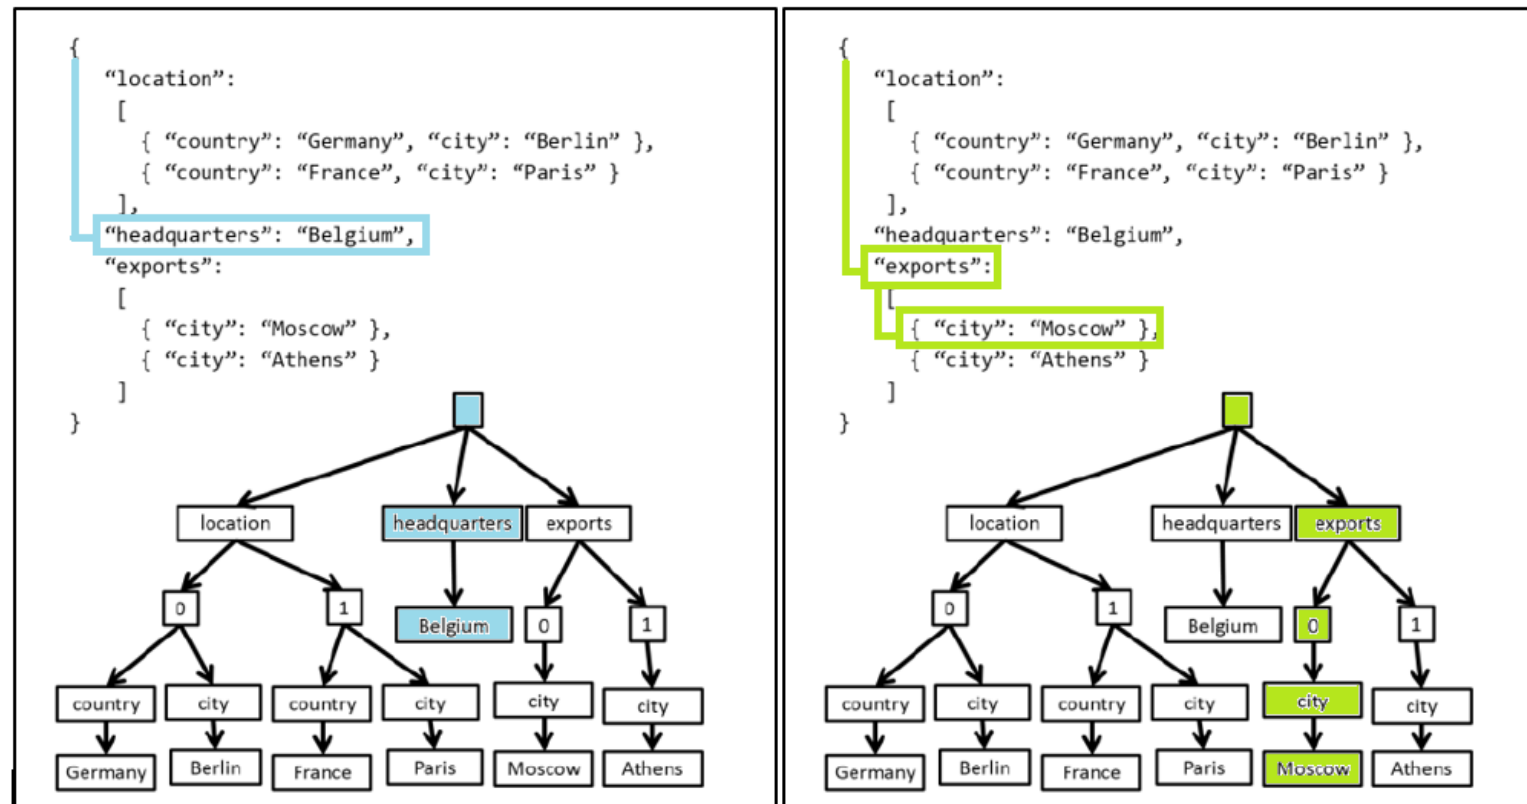 {
“location”:
[
{ “country”: “Germany”, “city”: “Berlin” },
{ “country”: “France”, “city”: “Paris” }
],
“headquarters”: “Belgium”,
“exports”:
[
{ “city”: “Moscow” },
{ “city”: “Athens” }
]
}
location headquarters exports
0 1 Belgium 0 1
country city country city city city
Germany Berlin France Paris Moscow Athens
{
“location”:
[
{ “country”: “Germany”, “city”: “Berlin” },
{ “country”: “France”, “city”: “Paris” }
],
“headquarters”: “Belgium”,
“exports”:
[
{ “city”: “Moscow” },
{ “city”: “Athens” }
]
}
location headquarters exports
0 1 Belgium 0 1
country city country city city city
Germany Berlin France Paris Moscow Athens